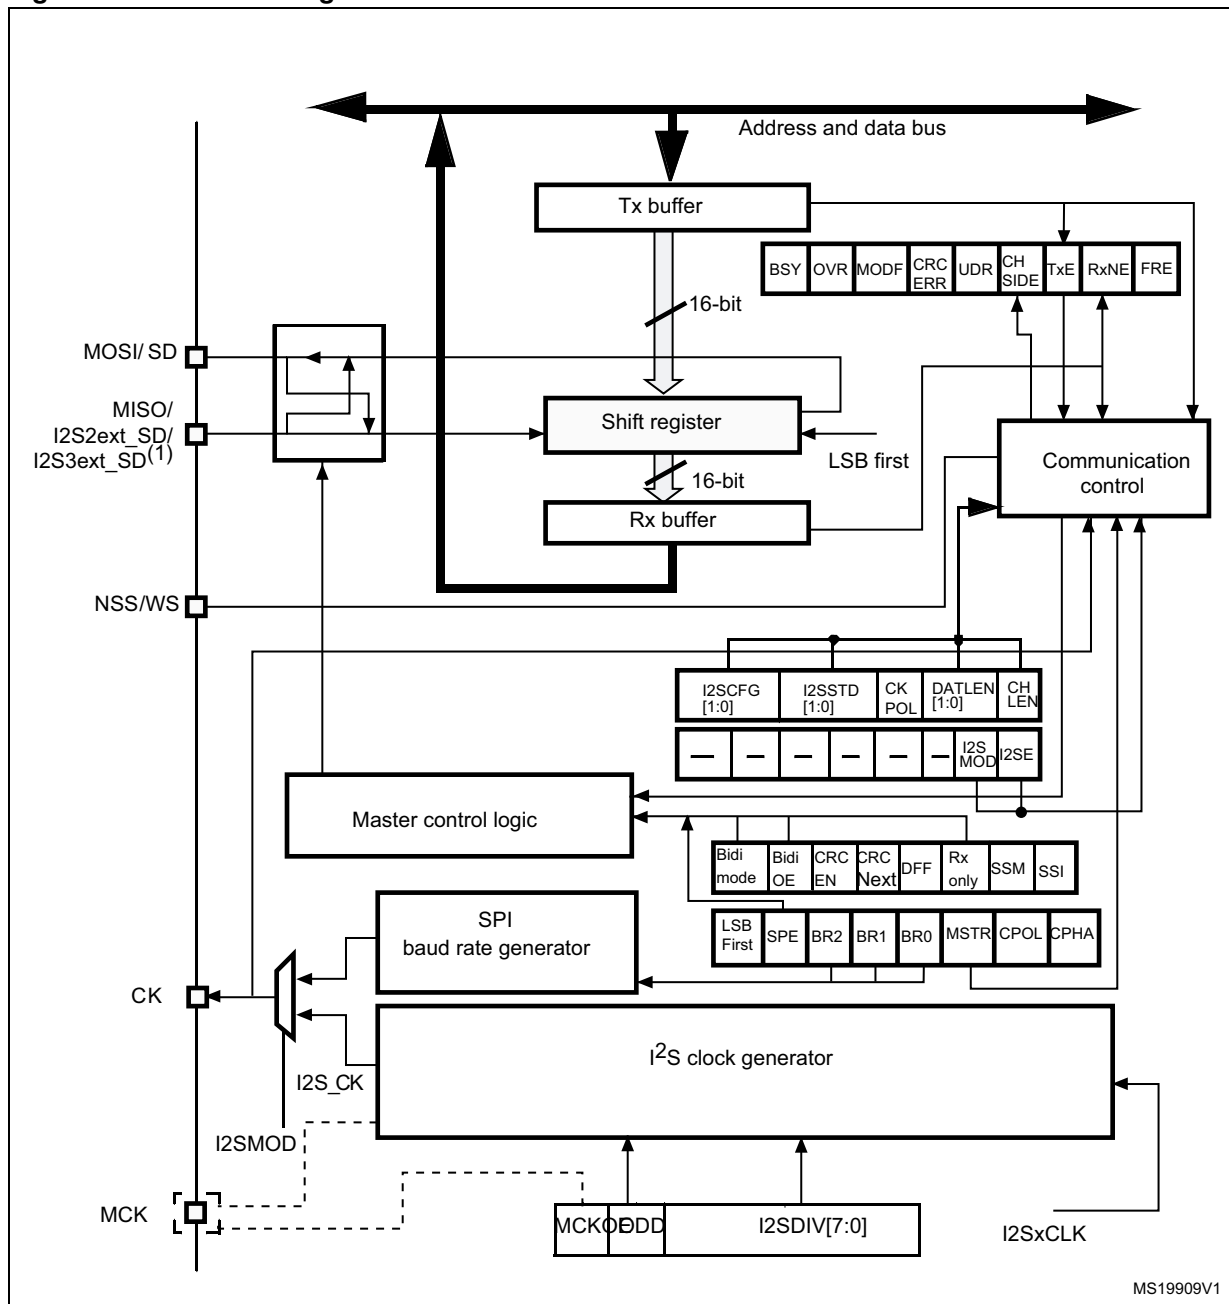 Address and data bus
Tx buffer
BSY OVR MODF CRC ERR UDR CH SIDE TxE RxNE FRE
16-bit
MOSI/ SD
MISO/
I2S2ext_SD/
I2S3ext_SD(1)
Shift register
LSB first
Communication
control
16-bit
Rx buffer
NSS/WS
I2SCFG [1:0] I2SSTD [1:0] CK POL DATLEN [1:0] CH LEN
— — — — — — I2S MOD I2SE
Master control logic
Bidi mode Bidi OE CRC EN CRC Next DFF Rx only SSM SSI
SPI
baud rate generator
LSB First SPE BR2 BR1 BR0 MSTR CPOL CPHA
CK
I2S clock generator
I2S_CK
I2SMOD
MCK
MCKOE ODD I2SDIV[7:0]
I2SxCLK
MS19909V1